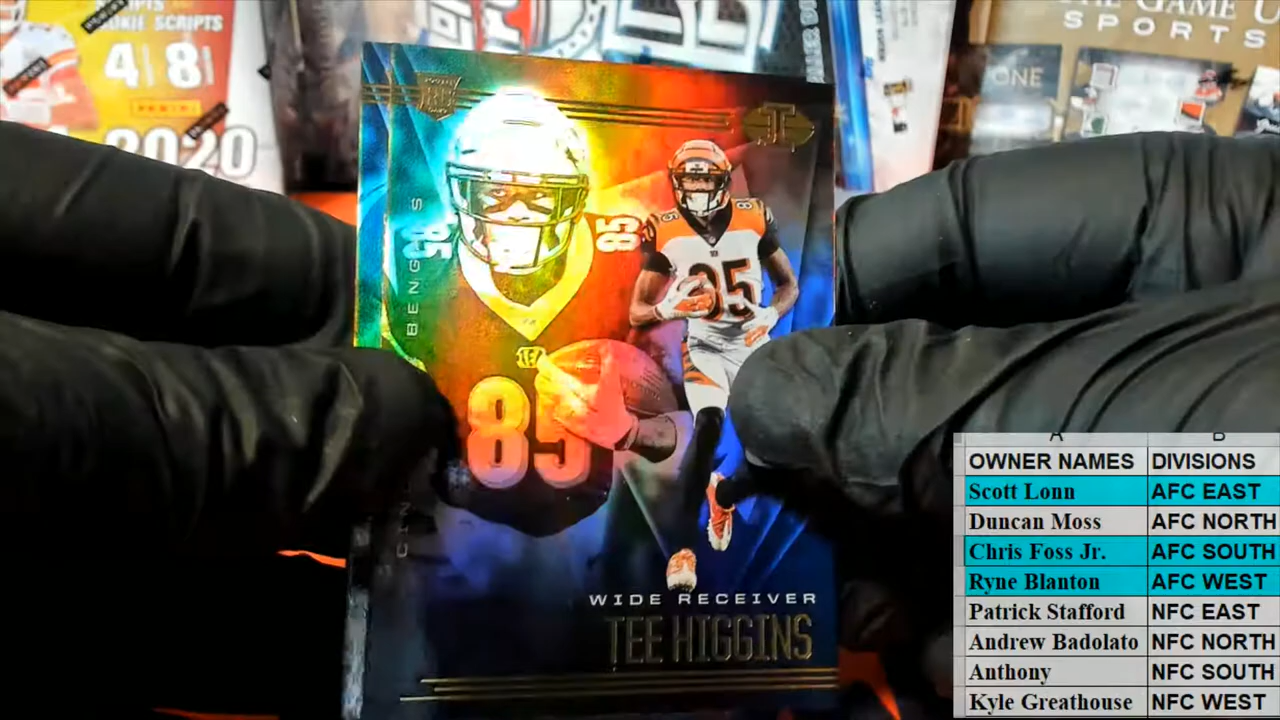 ROOKIE SCRIPTS
4 8
PANINI
2020
THE GAME U
SPORTS
ONE
BENGALS
85
85
85
85
WIDE RECEIVER
TEE HIGGINS
A B
OWNER NAMES DIVISIONS
Scott Lonn AFC EAST
Duncan Moss AFC NORTH
Chris Foss Jr. AFC SOUTH
Ryne Blanton AFC WEST
Patrick Stafford NFC EAST
Andrew Badolato NFC NORTH
Anthony NFC SOUTH
Kyle Greathouse NFC WEST